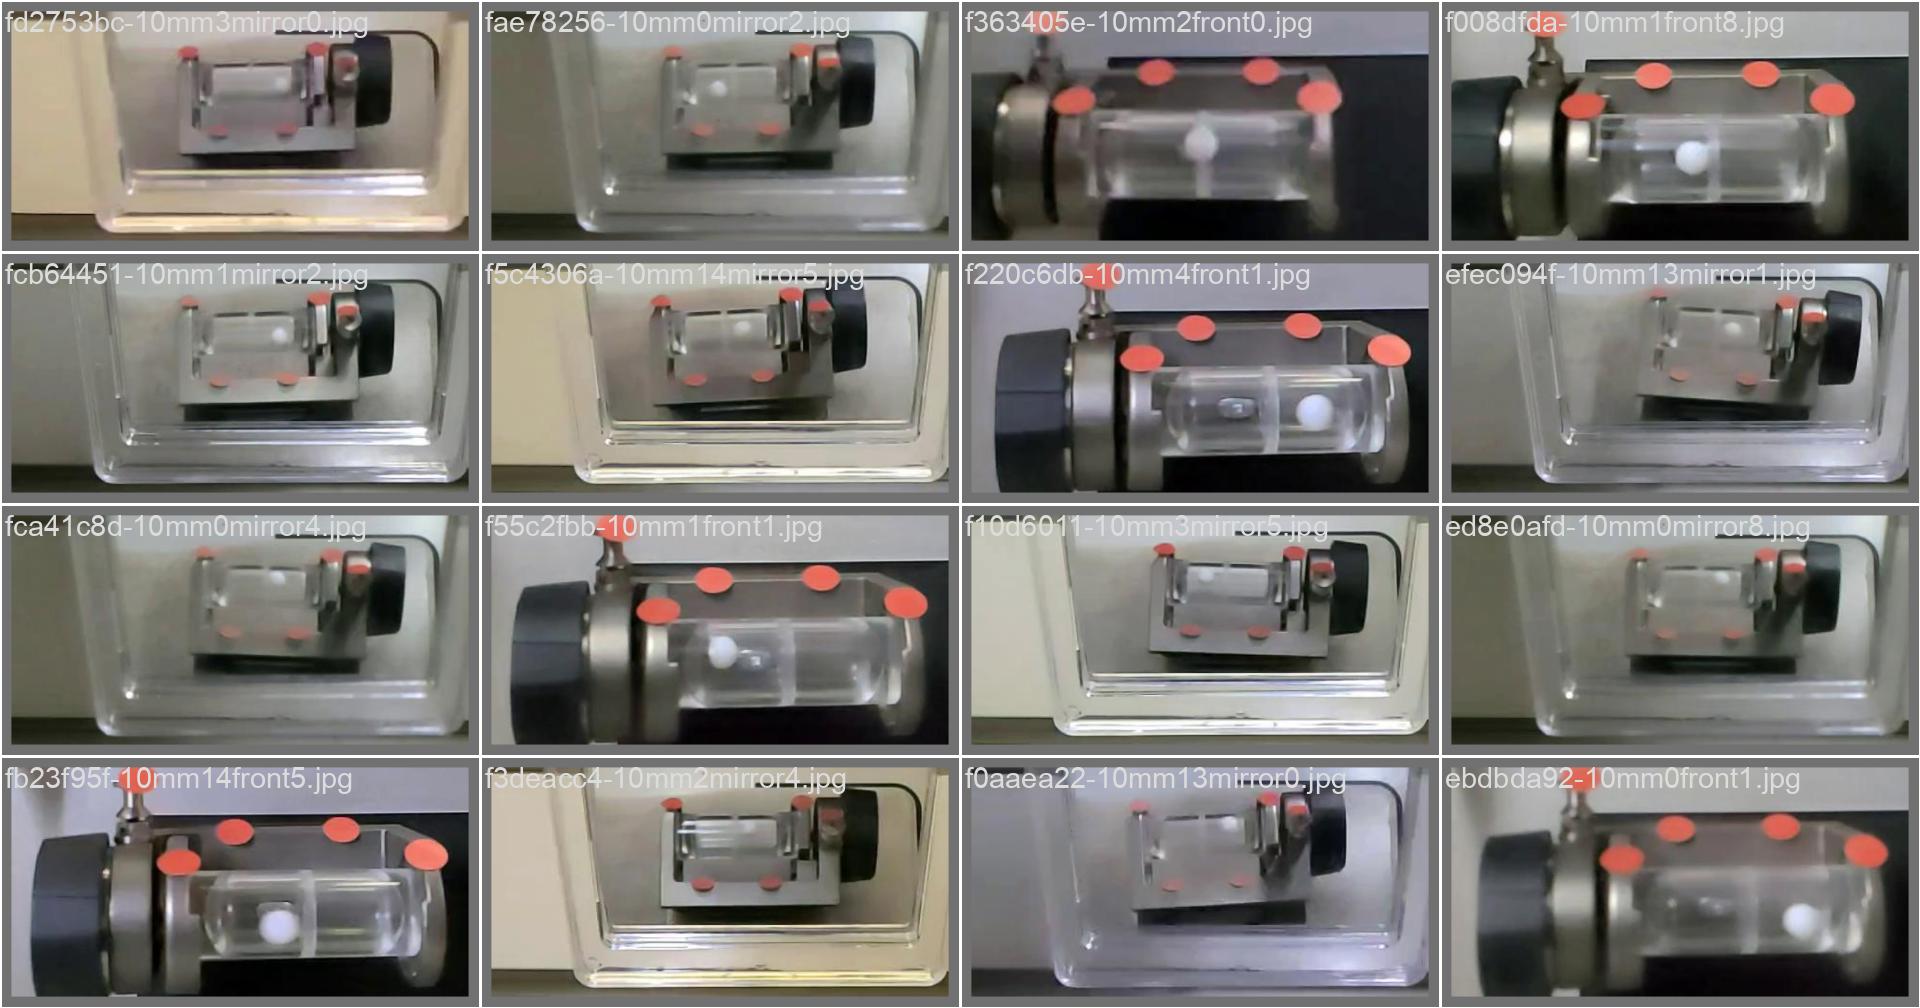 fd2753bc-10mm3mirror0.jpg
fae78256-10mm0mirror2.jpg
f363405e-10mm2front0.jpg
f008dfda-10mm1front8.jpg
fcb64451-10mm1mirror2.jpg
f5c4306a-10mm14mirror5.jpg
f220c6db-10mm4front1.jpg
efec094f-10mm13mirror1.jpg
fca41c8d-10mm0mirror4.jpg
f55c2fbb-10mm1front1.jpg
f10d6011-10mm3mirror5.jpg
ed8e0afd-10mm0mirror8.jpg
fb23f95f-10mm14front5.jpg
f3deacc4-10mm2mirror4.jpg
f0aaea22-10mm13mirror0.jpg
ebdbda92-10mm0front1.jpg